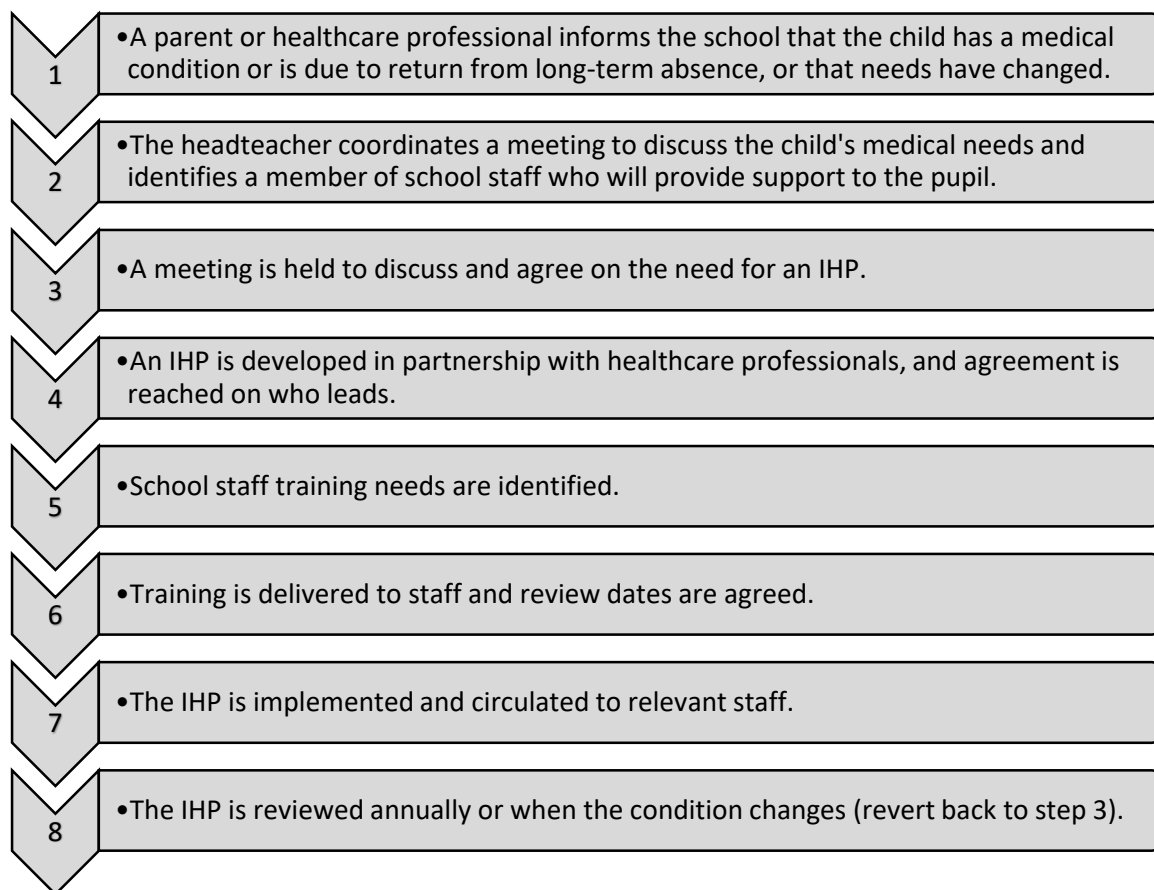 1
•A parent or healthcare professional informs the school that the child has a medical
condition or is due to return from long-term absence, or that needs have changed.
2
•The headteacher coordinates a meeting to discuss the child's medical needs and
identifies a member of school staff who will provide support to the pupil.
3
•A meeting is held to discuss and agree on the need for an IHP.
4
•An IHP is developed in partnership with healthcare professionals, and agreement is
reached on who leads.
5
•School staff training needs are identified.
6
•Training is delivered to staff and review dates are agreed.
7
•The IHP is implemented and circulated to relevant staff.
8
•The IHP is reviewed annually or when the condition changes (revert back to step 3).